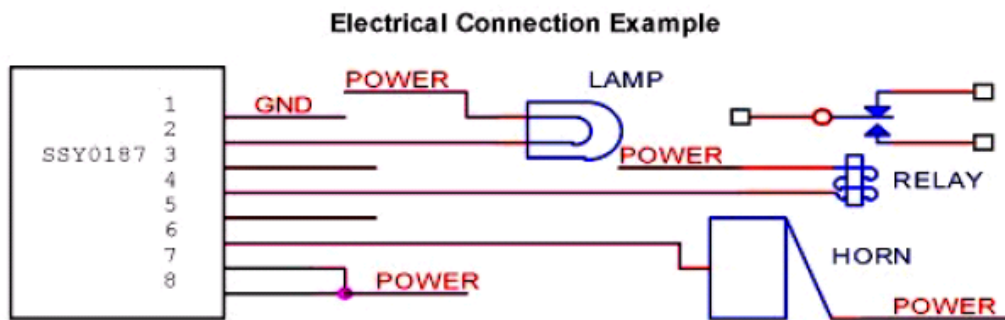 Electrical Connection Example
POWER
LAMP
1
GND
2
SSY0187
3
POWER
4
RELAY
5
6
7
HORN
8
POWER
POWER